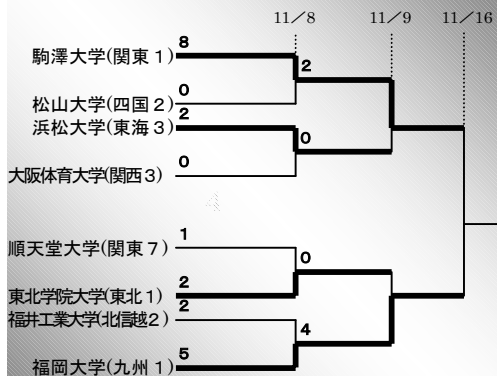 11／8 11／9 11／16
8
駒澤大学(関東１)
2
0
松山大学(四国２)
2
浜松大学(東海３)
0
0
大阪体育大学(関西３)
1
順天堂大学(関東７)
0
2
東北学院大学(東北１)
2
福井工業大学(北信越２)
4
5
福岡大学(九州１)